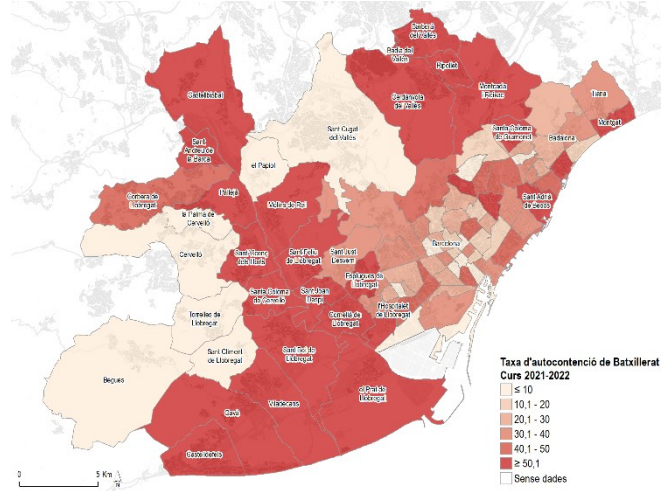 Barberà
del Vallès
Badia del
Vallès
Ripollet
Castellbisbal
Cerdanyola
del Vallès
Montcada
i Reixac
Tiana
Montgat
Sant Cugat
del Vallès
Santa Coloma
de Gramenet
Badalona
Sant
Andreu de
la Barca
el Papiol
Pallejà
Corbera de
Llobregat
Molins de Rei
Sant Adrià
de Besòs
la Palma de
Cervelló
Cervelló
Sant Vicenç
dels Horts
Sant Feliu
de Llobregat
Sant Just
Desvern
Barcelona
Esplugues de
Llobregat
Santa Coloma
de Cervelló
Sant Joan
Despí
Torrelles de
Llobregat
Cornellà de
Llobregat
l'Hospitalet
de Llobregat
Sant Climent
de Llobregat
Sant Boi de
Llobregat
Begues
el Prat de
Llobregat
Gavà
Viladecans
Castelldefels
Taxa d'autocontenció de Batxillerat
Curs 2021-2022
≤ 10
10,1 - 20
20,1 - 30
30,1 - 40
40,1 - 50
≥ 50,1
Sense dades
0 5 Km
N